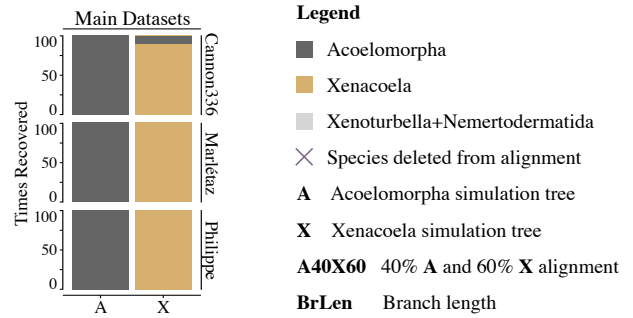 Main Datasets
Times Recovered
100
50
0
Cannon336
100
50
0
Marlétaz
100
50
0
Philippe
A X
Legend
Acoelomorpha
Xenacoela
Xenoturbella+Nemertodermatida
Species deleted from alignment
A Acoelomorpha simulation tree
X Xenacoela simulation tree
A40X60 40% A and 60% X alignment
BrLen Branch length